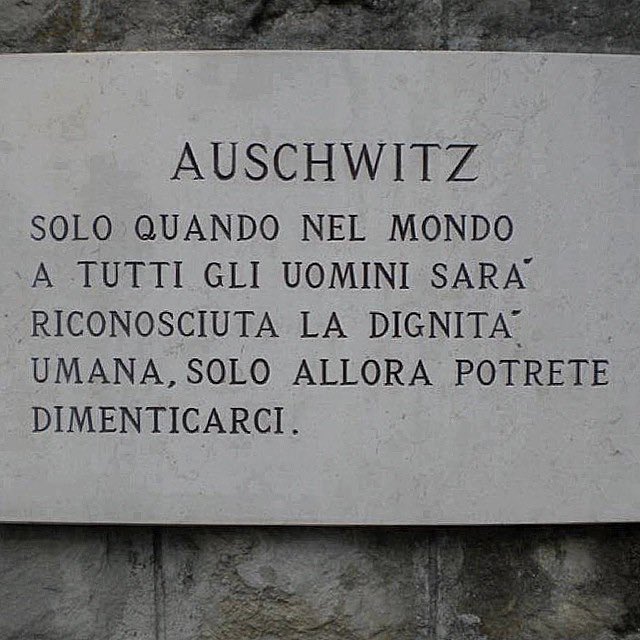 AUSCHWITZ
SOLO QUANDO NEL MONDO
A TUTTI GLI UOMINI SARA´
RICONOSCIUTA LA DIGNITA´
UMANA, SOLO ALLORA POTRETE
DIMENTICARCI.